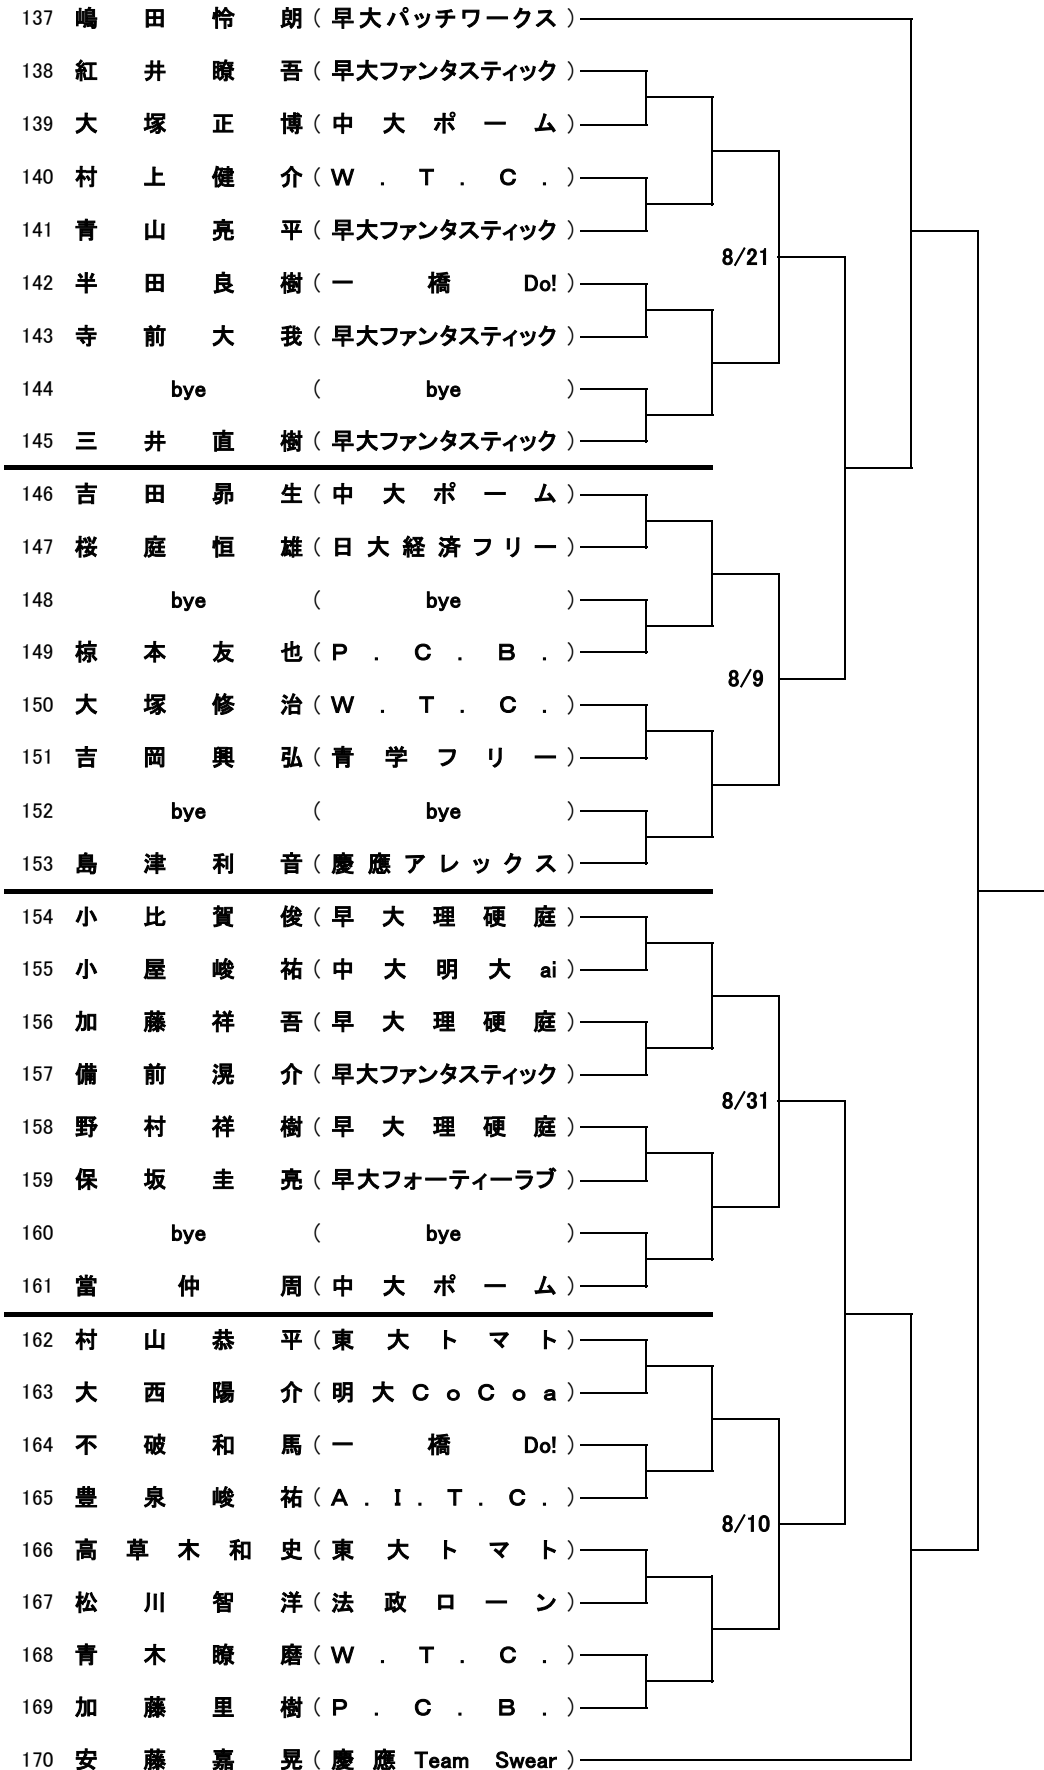 137 嶋田怜朗(早大パッチワークス)
138 紅井瞭吾(早大ファンタスティック)
139 大塚正博(中大ポーム)
140 村上健介(W.T.C.)
141 青山亮平(早大ファンタスティック)
8/21
142 半田良樹(一橋Do!)
143 寺前大我(早大ファンタスティック)
144 bye(bye)
145 三井直樹(早大ファンタスティック)
146 吉田昴生(中大ポーム)
147 桜庭恒雄(日大経済フリー)
148 bye(bye)
149 椋本友也(P.C.B.)
8/9
150 大塚修治(W.T.C.)
151 吉岡興弘(青学フリー)
152 bye(bye)
153 島津利音(慶應アレックス)
154 小比賀俊(早大理硬庭)
155 小屋峻祐(中大明大ai)
156 加藤祥吾(早大理硬庭)
157 備前滉介(早大ファンタスティック)
8/31
158 野村祥樹(早大理硬庭)
159 保坂圭亮(早大フォーティーラブ)
160 bye(bye)
161 當仲周(中大ポーム)
162 村山恭平(東大トマト)
163 大西陽介(明大CoCoa)
164 不破和馬(一橋Do!)
165 豊泉峻祐(A.I.T.C.)
8/10
166 高草木和史(東大トマト)
167 松川智洋(法政ローン)
168 青木瞭磨(W.T.C.)
169 加藤里樹(P.C.B.)
170 安藤嘉晃(慶應Team Swear)